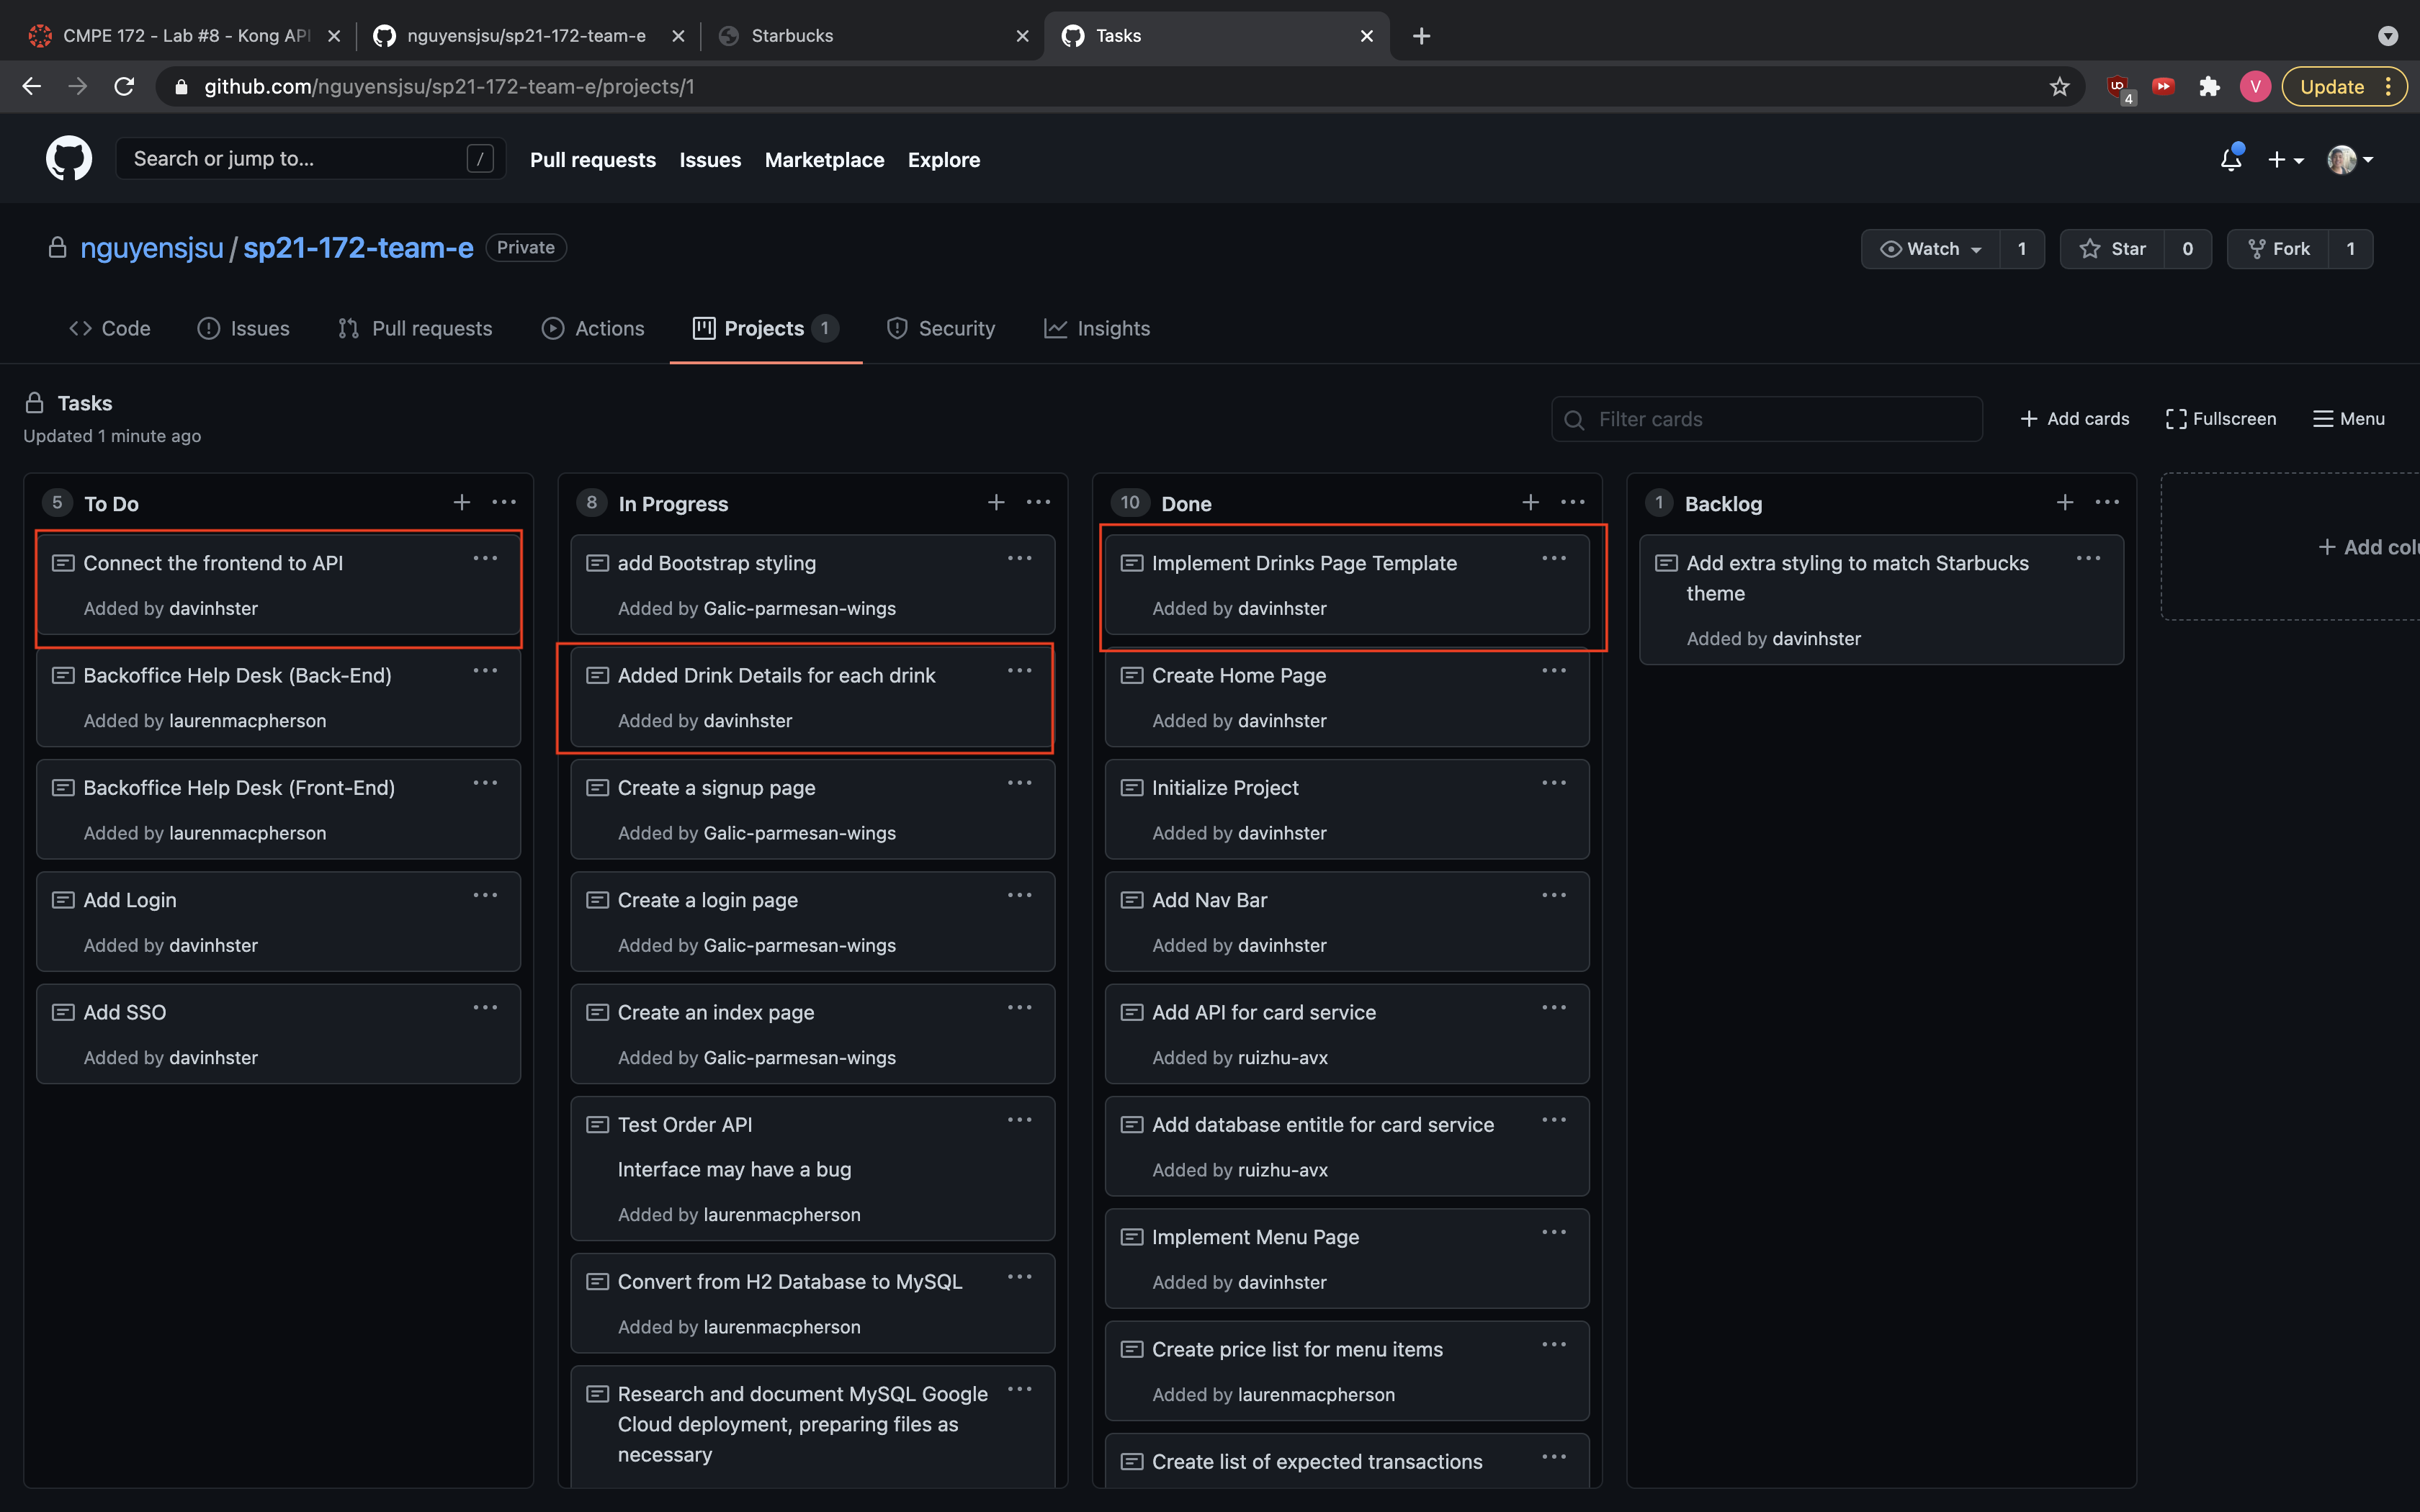 CMPE 172 - Lab #8 - Kong API
nguyensjsu/sp21-172-team-e
Starbucks
Tasks
github.com/nguyensjsu/sp21-172-team-e/projects/1
4
V
Update
Search or jump to...
/
Pull requests
Issues
Marketplace
Explore
nguyensjsu / sp21-172-team-e
Private
Watch
1
Star
0
Fork
1
Code
Issues
Pull requests
Actions
Projects
1
Security
Insights
Tasks
Updated 1 minute ago
Filter cards
Add cards
Fullscreen
Menu
5
To Do
Connect the frontend to API
Added by davinhster
Backoffice Help Desk (Back-End)
Added by laurenmacpherson
Backoffice Help Desk (Front-End)
Added by laurenmacpherson
Add Login
Added by davinhster
Add SSO
Added by davinhster
8
In Progress
add Bootstrap styling
Added by Galic-parmesan-wings
Added Drink Details for each drink
Added by davinhster
Create a signup page
Added by Galic-parmesan-wings
Create a login page
Added by Galic-parmesan-wings
Create an index page
Added by Galic-parmesan-wings
Test Order API
Interface may have a bug
Added by laurenmacpherson
Convert from H2 Database to MySQL
Added by laurenmacpherson
Research and document MySQL Google
Cloud deployment, preparing files as
necessary
10
Done
Implement Drinks Page Template
Added by davinhster
Create Home Page
Added by davinhster
Initialize Project
Added by davinhster
Add Nav Bar
Added by davinhster
Add API for card service
Added by ruizhu-avx
Add database entitle for card service
Added by ruizhu-avx
Implement Menu Page
Added by davinhster
Create price list for menu items
Added by laurenmacpherson
Create list of expected transactions
1
Backlog
Add extra styling to match Starbucks
theme
Added by davinhster
Add colu